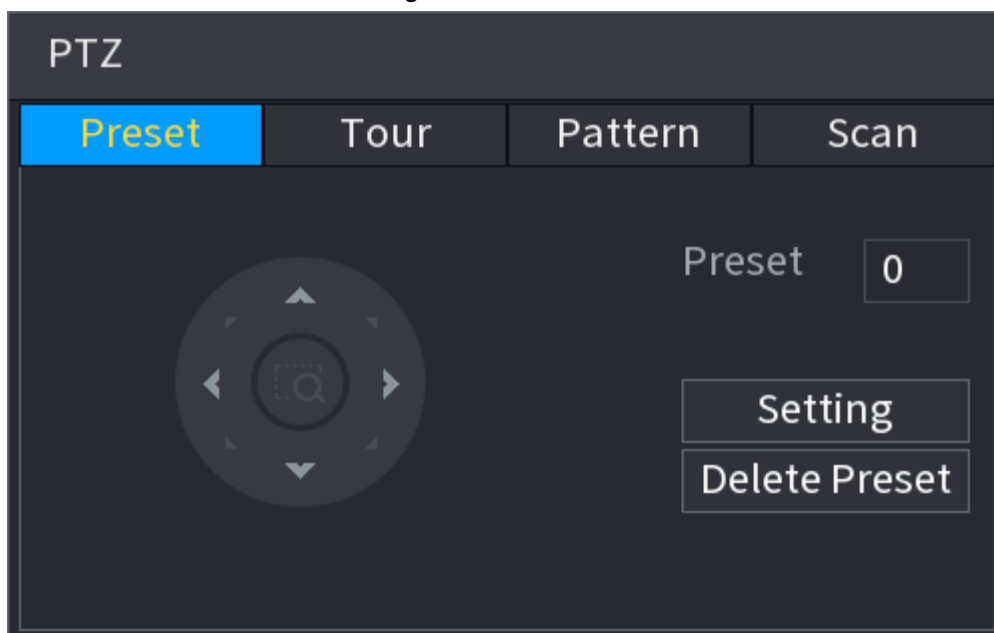 PTZ
Preset Tour Pattern Scan
Preset 0
Setting
Delete Preset